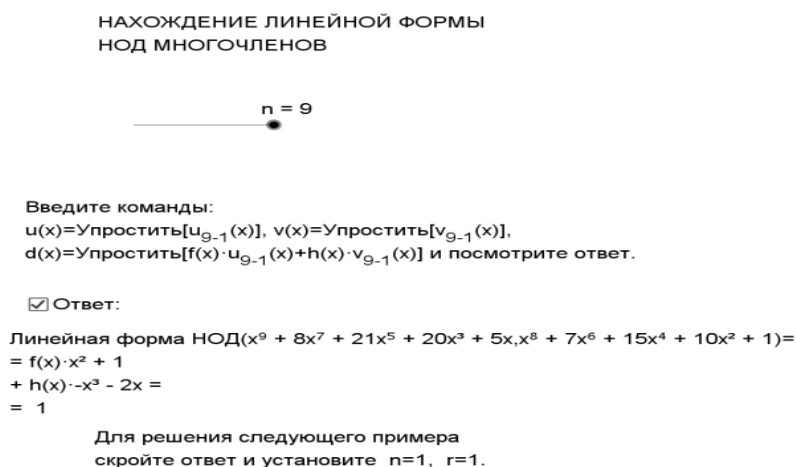 НАХОЖДЕНИЕ ЛИНЕЙНОЙ ФОРМЫ
НОД МНОГОЧЛЕНОВ
n = 9
Введите команды:
u(x)=Упростить[u₉₋₁(x)], v(x)=Упростить[v₉₋₁(x)],
d(x)=Упростить[f(x)·u₉₋₁(x)+h(x)·v₉₋₁(x)] и посмотрите ответ.
Ответ:
Линейная форма НОД(x⁹ + 8x⁷ + 21x⁵ + 20x³ + 5x,x⁸ + 7x⁶ + 15x⁴ + 10x² + 1)=
= f(x)·x² + 1
+ h(x)·-x³ - 2x =
= 1
Для решения следующего примера
скройте ответ и установите n=1, r=1.